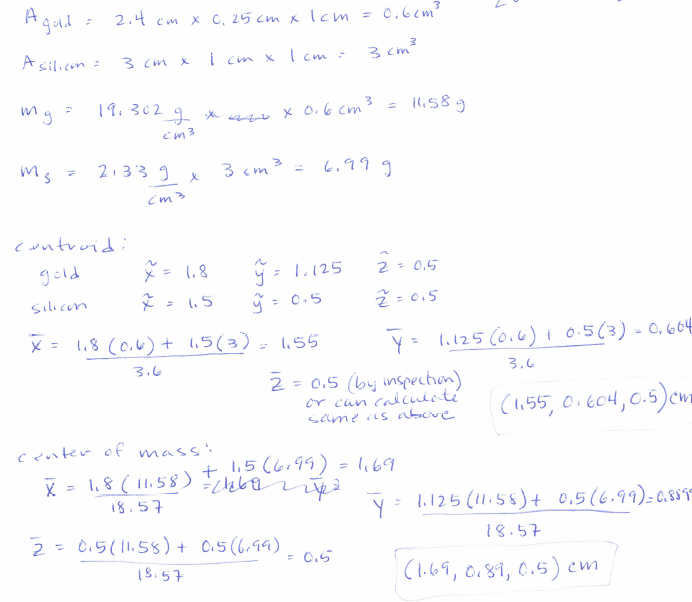 A gold = 2.4 cm x 0.25 cm x 1 cm = 0.6 cm³
A silicon = 3 cm x 1 cm x 1 cm = 3 cm³
m g = 19.302 g/cm³ x 0.6 cm³ = 11.58 g
m s = 2.33 g/cm³ x 3 cm³ = 6.99 g
centroid:
gold x̃ = 1.8 ỹ = 1.125 z̃ = 0.5
silicon x̃ = 1.5 ỹ = 0.5 z̃ = 0.5
x̄ = 1.8 (0.6) + 1.5 (3) / 3.6 = 1.55 ȳ = 1.125 (0.6) + 0.5 (3) / 3.6 = 0.604
z̄ = 0.5 (by inspection)
or can calculate
same as above
(1.55, 0.604, 0.5) cm
center of mass:
x̄ = 1.8 (11.58) + 1.5 (6.99) / 18.57 = 1.69
ȳ = 1.125 (11.58) + 0.5 (6.99) / 18.57 = 0.889
z̄ = 0.5 (11.58) + 0.5 (6.99) / 18.57 = 0.5
(1.69, 0.89, 0.5) cm